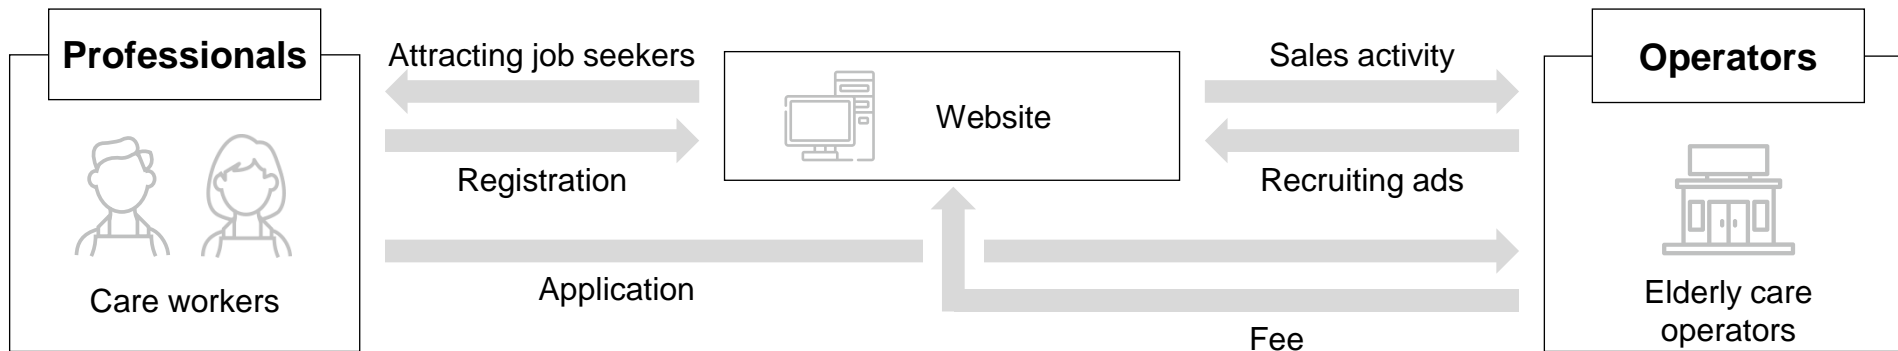 Professionals
Attracting job seekers
Sales activity
Operators
Website
Registration
Recruiting ads
Care workers
Application
Elderly care
operators
Fee